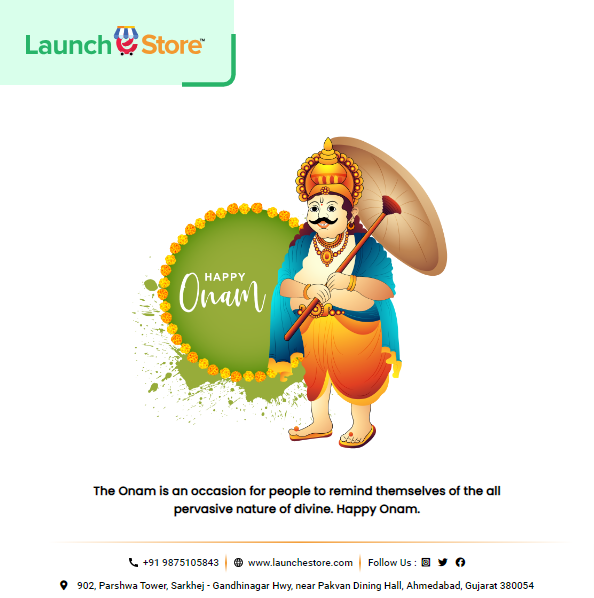 Launch e Store™
HAPPY
Onam
The Onam is an occasion for people to remind themselves of the all
pervasive nature of divine. Happy Onam.
+91 9875105843 | www.launchestore.com | Follow Us :
902, Parshwa Tower, Sarkhej - Gandhinagar Hwy, near Pakvan Dining Hall, Ahmedabad, Gujarat 380054